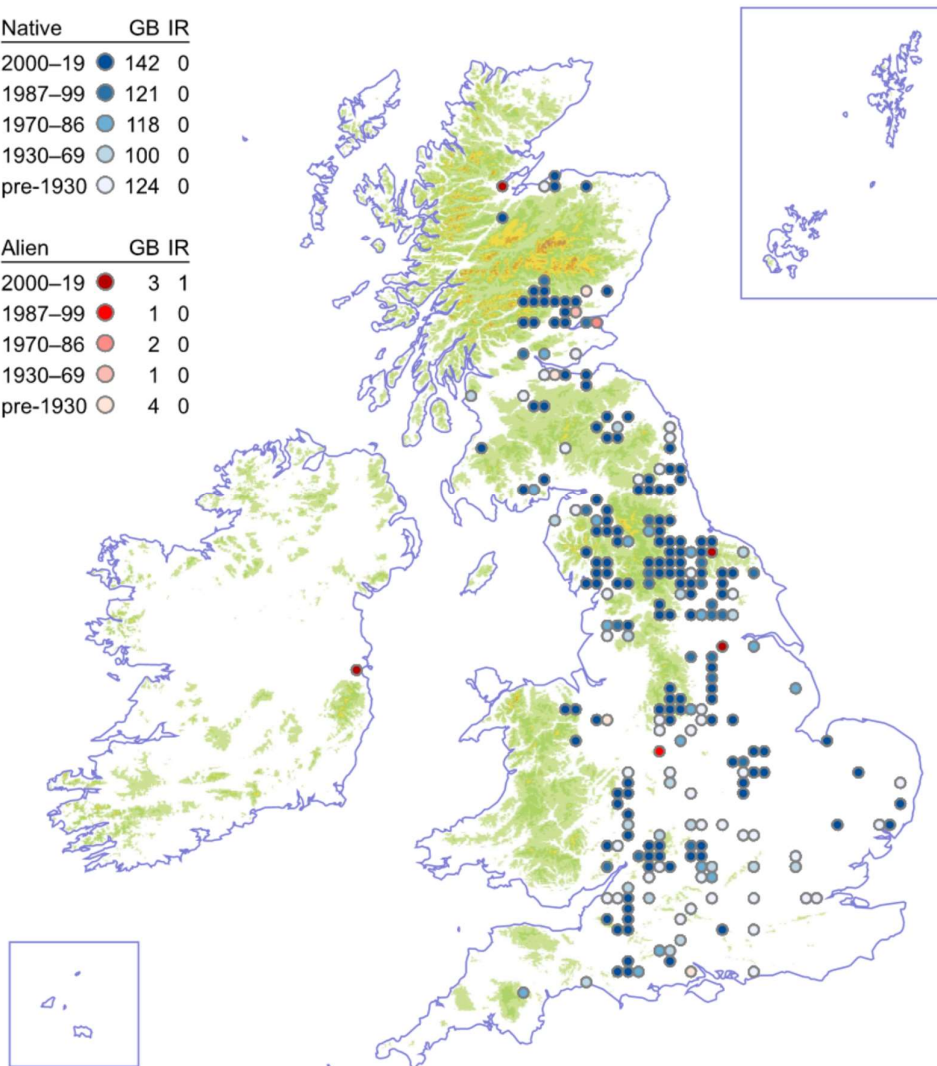 Native GB IR
2000–19 142 0
1987–99 121 0
1970–86 118 0
1930–69 100 0
pre-1930 124 0
Alien GB IR
2000–19 3 1
1987–99 1 0
1970–86 2 0
1930–69 1 0
pre-1930 4 0